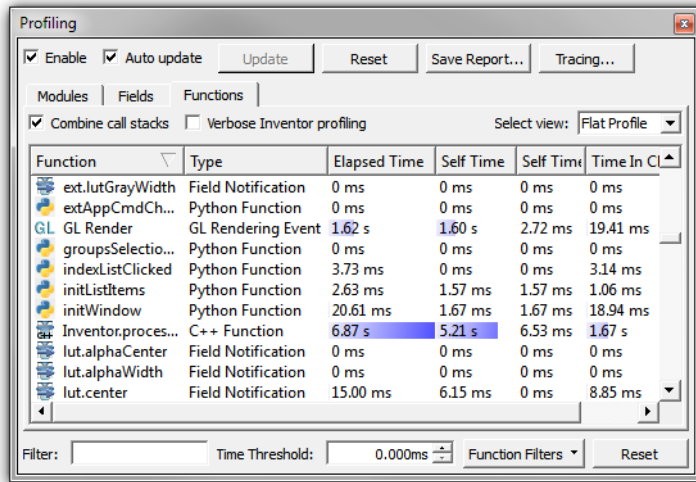 Profiling
Enable Auto update Update Reset Save Report... Tracing...
Modules Fields Functions
Combine call stacks Verbose Inventor profiling Select view: Flat Profile
Function Type Elapsed Time Self Time Self Time Time In Cl
ext.lutGrayWidth Field Notification 0 ms 0 ms 0 ms 0 ms
extAppCmdCh... Python Function 0 ms 0 ms 0 ms 0 ms
GL GL Render GL Rendering Event 1.62 s 1.60 s 2.72 ms 19.41 ms
groupsSelectio... Python Function 0 ms 0 ms 0 ms 0 ms
indexListClicked Python Function 3.73 ms 0 ms 0 ms 3.14 ms
initListItems Python Function 2.63 ms 1.57 ms 1.57 ms 1.06 ms
initWindow Python Function 20.61 ms 1.67 ms 1.67 ms 18.94 ms
C++ Inventor.proces... C++ Function 6.87 s 5.21 s 6.53 ms 1.67 s
lut.alphaCenter Field Notification 0 ms 0 ms 0 ms 0 ms
lut.alphaWidth Field Notification 0 ms 0 ms 0 ms 0 ms
lut.center Field Notification 15.00 ms 6.15 ms 0 ms 8.85 ms
Filter: Time Threshold: 0.000ms Function Filters Reset